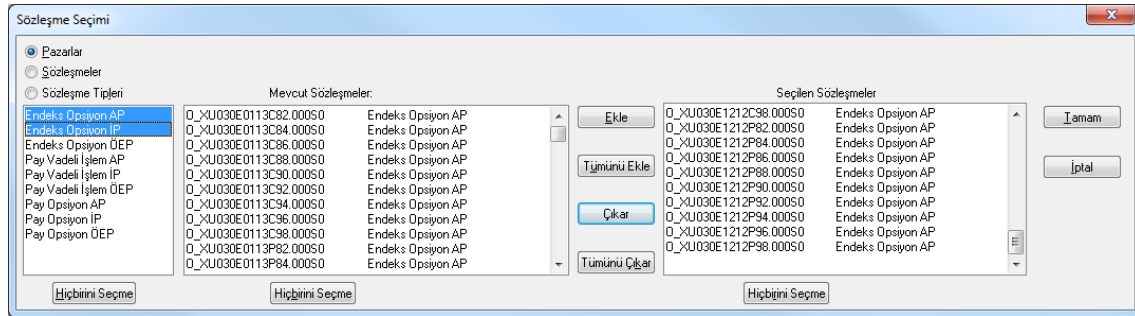 Sözleşme Seçimi
Pazarlar
Sözleşmeler
Sözleşme Tipleri
Mevcut Sözleşmeler:
Seçilen Sözleşmeler
Endeks Opsiyon AP
Endeks Opsiyon İP
Endeks Opsiyon ÖEP
Pay Vadeli İşlem AP
Pay Vadeli İşlem İP
Pay Vadeli İşlem ÖEP
Pay Opsiyon AP
Pay Opsiyon İP
Pay Opsiyon ÖEP
Hiçbirini Seçme
O_XU030E0113C82.000S0 Endeks Opsiyon AP
O_XU030E0113C84.000S0 Endeks Opsiyon AP
O_XU030E0113C86.000S0 Endeks Opsiyon AP
O_XU030E0113C88.000S0 Endeks Opsiyon AP
O_XU030E0113C90.000S0 Endeks Opsiyon AP
O_XU030E0113C92.000S0 Endeks Opsiyon AP
O_XU030E0113C94.000S0 Endeks Opsiyon AP
O_XU030E0113C96.000S0 Endeks Opsiyon AP
O_XU030E0113C98.000S0 Endeks Opsiyon AP
O_XU030E0113P82.000S0 Endeks Opsiyon AP
O_XU030E0113P84.000S0 Endeks Opsiyon AP
Hiçbirini Seçme
Ekle
Tümünü Ekle
Çıkar
Tümünü Çıkar
O_XU030E1212C98.000S0 Endeks Opsiyon AP
O_XU030E1212P82.000S0 Endeks Opsiyon AP
O_XU030E1212P84.000S0 Endeks Opsiyon AP
O_XU030E1212P86.000S0 Endeks Opsiyon AP
O_XU030E1212P88.000S0 Endeks Opsiyon AP
O_XU030E1212P90.000S0 Endeks Opsiyon AP
O_XU030E1212P92.000S0 Endeks Opsiyon AP
O_XU030E1212P94.000S0 Endeks Opsiyon AP
O_XU030E1212P96.000S0 Endeks Opsiyon AP
O_XU030E1212P98.000S0 Endeks Opsiyon AP
Hiçbirini Seçme
Tamam
İptal